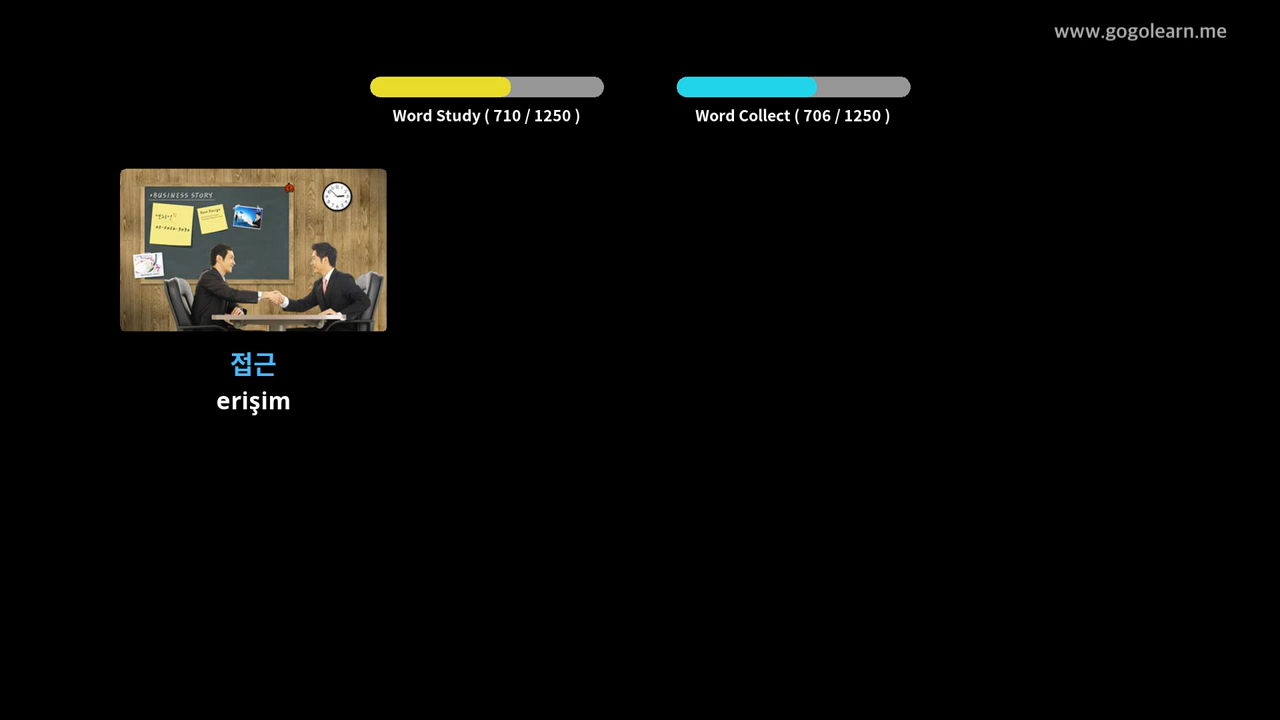 www.gogolearn.me
Word Study ( 710 / 1250 )
Word Collect ( 706 / 1250 )
•BUSINESS STORY
접근
erişim